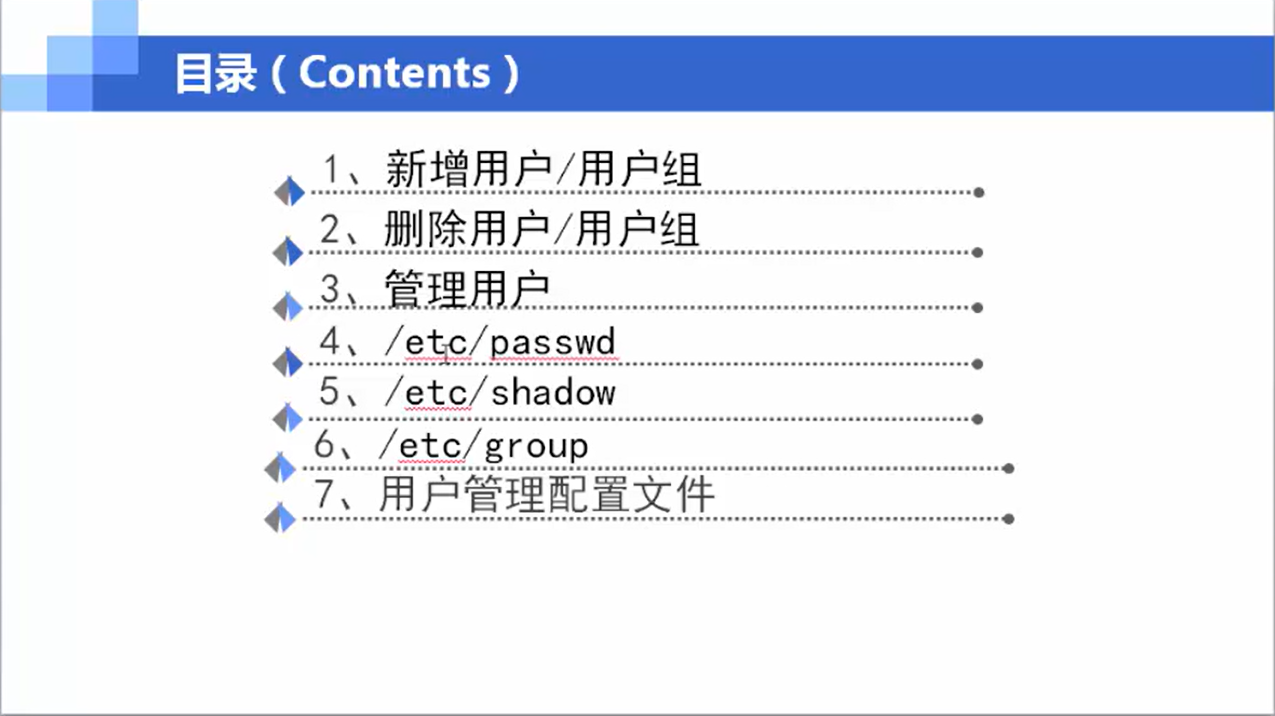 目录（Contents）
1、新增用户/用户组
2、删除用户/用户组
3、管理用户
4、/etc/passwd
5、/etc/shadow
6、/etc/group
7、用户管理配置文件